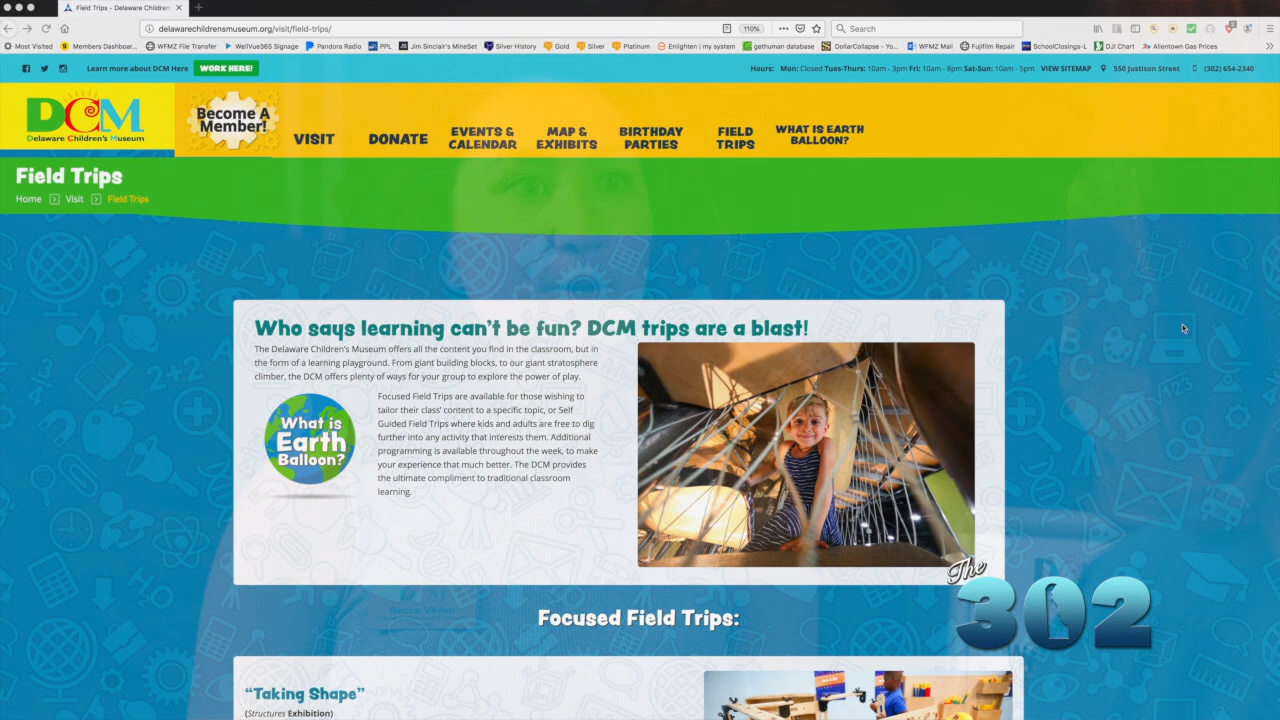 Field Trips - Delaware Children
delawarechildrensmuseum.org/visit/field-trips/
110%
Search
Most Visited
Members Dashboar...
WFMZ File Transfer
WellVue365 Signage
Pandora Radio
PPL
Jim Sinclair's MineSet
Silver History
Gold
Silver
Platinum
Enlighten | my system
gethuman database
DollarCollapse - Yo...
WFMZ Mail
Fujifilm Repair
SchoolClosings-L
DJI Chart
Allentown Gas Prices
Learn more about DCM Here
WORK HERE!
Hours: Mon: Closed Tues-Thurs: 10am - 3pm Fri: 10am - 8pm Sat-Sun: 10am - 5pm
VIEW SITEMAP
550 Justison Street
(302) 654-2340
DCM
Delaware Children's Museum
Become A
Member!
VISIT
DONATE
EVENTS &
CALENDAR
MAP &
EXHIBITS
BIRTHDAY
PARTIES
FIELD
TRIPS
WHAT IS EARTH
BALLOON?
Field Trips
Home > Visit > Field Trips
Who says learning can't be fun? DCM trips are a blast!
The Delaware Children's Museum offers all the content you find in the classroom, but in
the form of a learning playground. From giant building blocks, to our giant stratosphere
climber, the DCM offers plenty of ways for your group to explore the power of play.
What is
Earth
Balloon?
Focused Field Trips are available for those wishing to
tailor their class' content to a specific topic, or Self
Guided Field Trips where kids and adults are free to dig
further into any activity that interests them. Additional
programming is available throughout the week, to make
your experience that much better. The DCM provides
the ultimate compliment to traditional classroom
learning.
The
302
Becca Virden
Focused Field Trips:
“Taking Shape”
(Structures Exhibition)